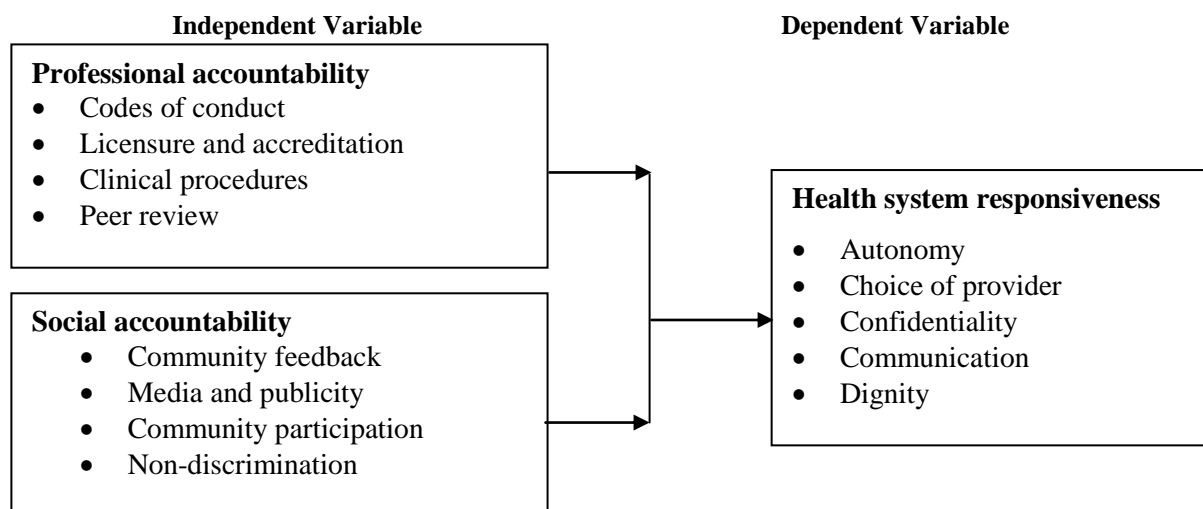 Independent Variable
Dependent Variable
Professional accountability
• Codes of conduct
• Licensure and accreditation
• Clinical procedures
• Peer review
Social accountability
• Community feedback
• Media and publicity
• Community participation
• Non-discrimination
Health system responsiveness
• Autonomy
• Choice of provider
• Confidentiality
• Communication
• Dignity